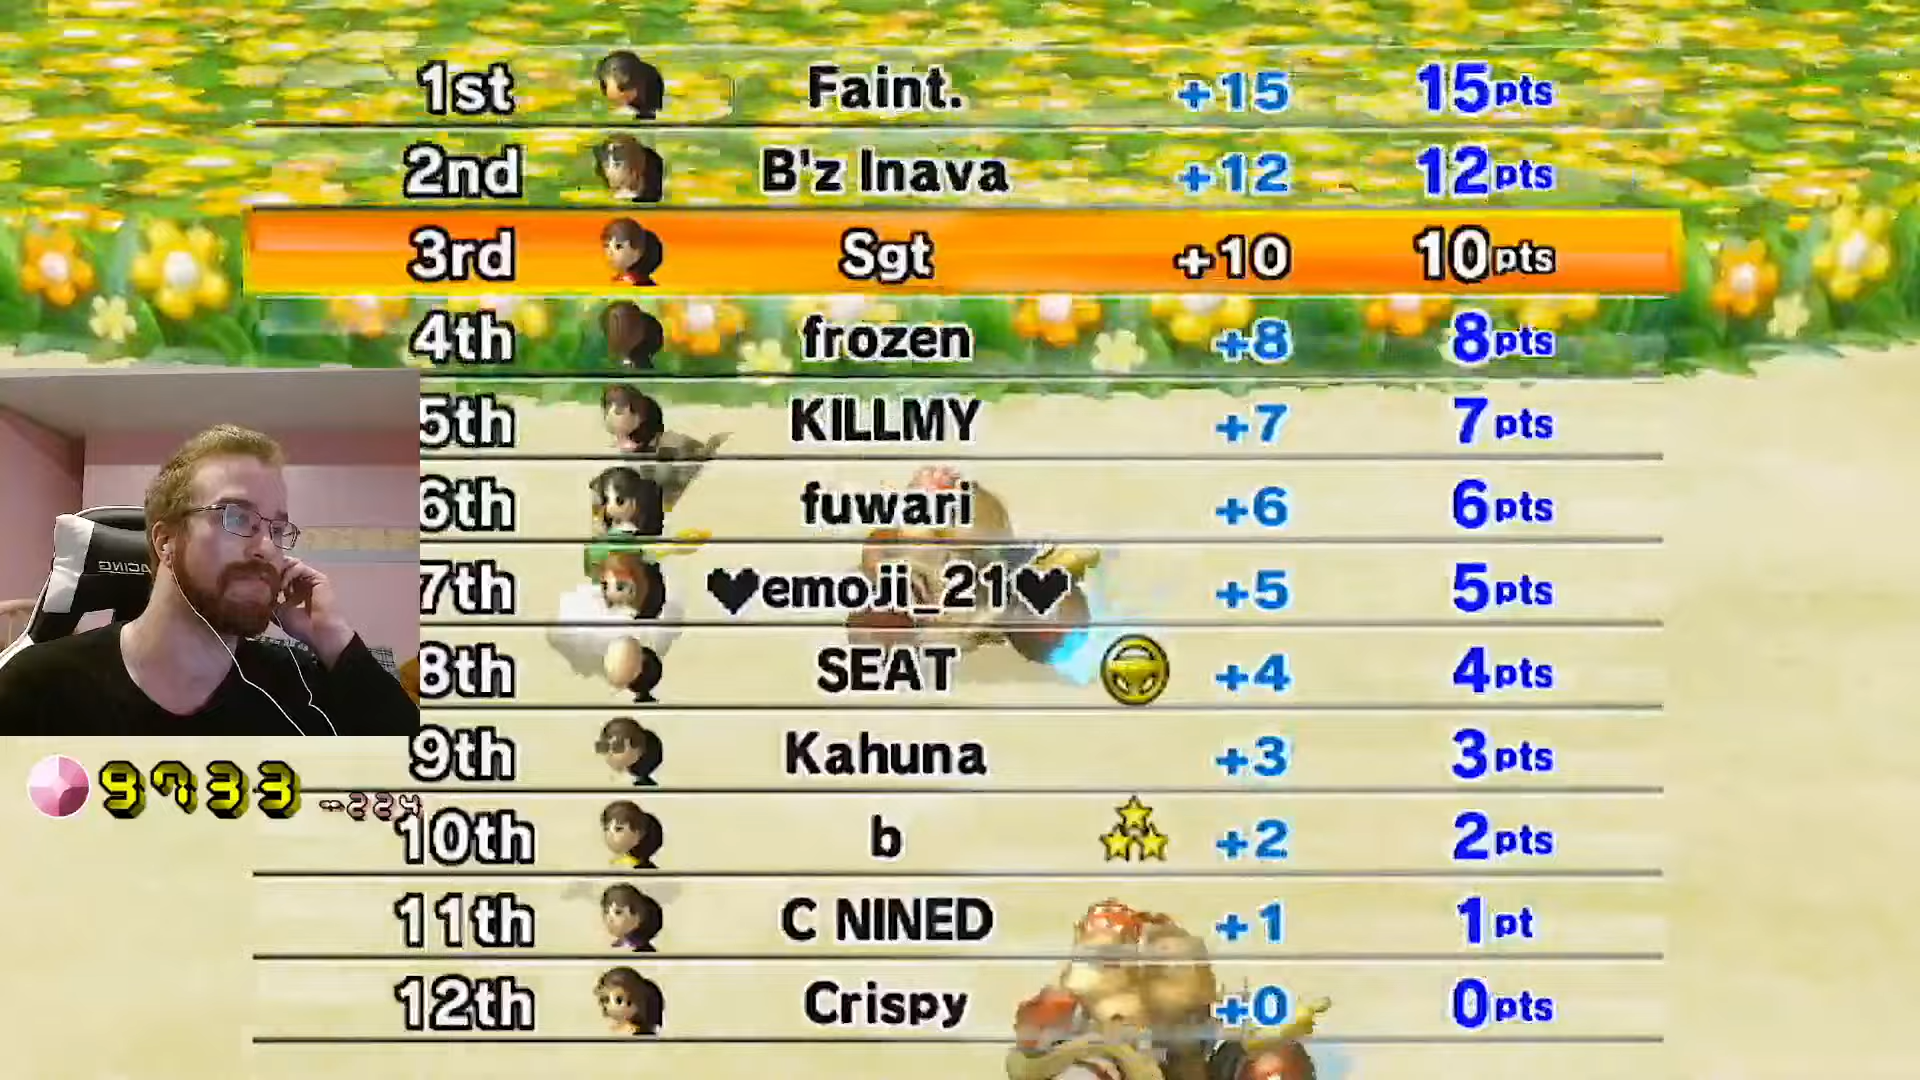 1st Faint. +15 15pts
2nd B'z Inava +12 12pts
3rd Sgt +10 10pts
4th frozen +8 8pts
5th KILLMY +7 7pts
6th fuwari +6 6pts
7th ♥emoji_21♥ +5 5pts
8th SEAT +4 4pts
9th Kahuna +3 3pts
9733 -224
10th b +2 2pts
11th C NINED +1 1pt
12th Crispy +0 0pts